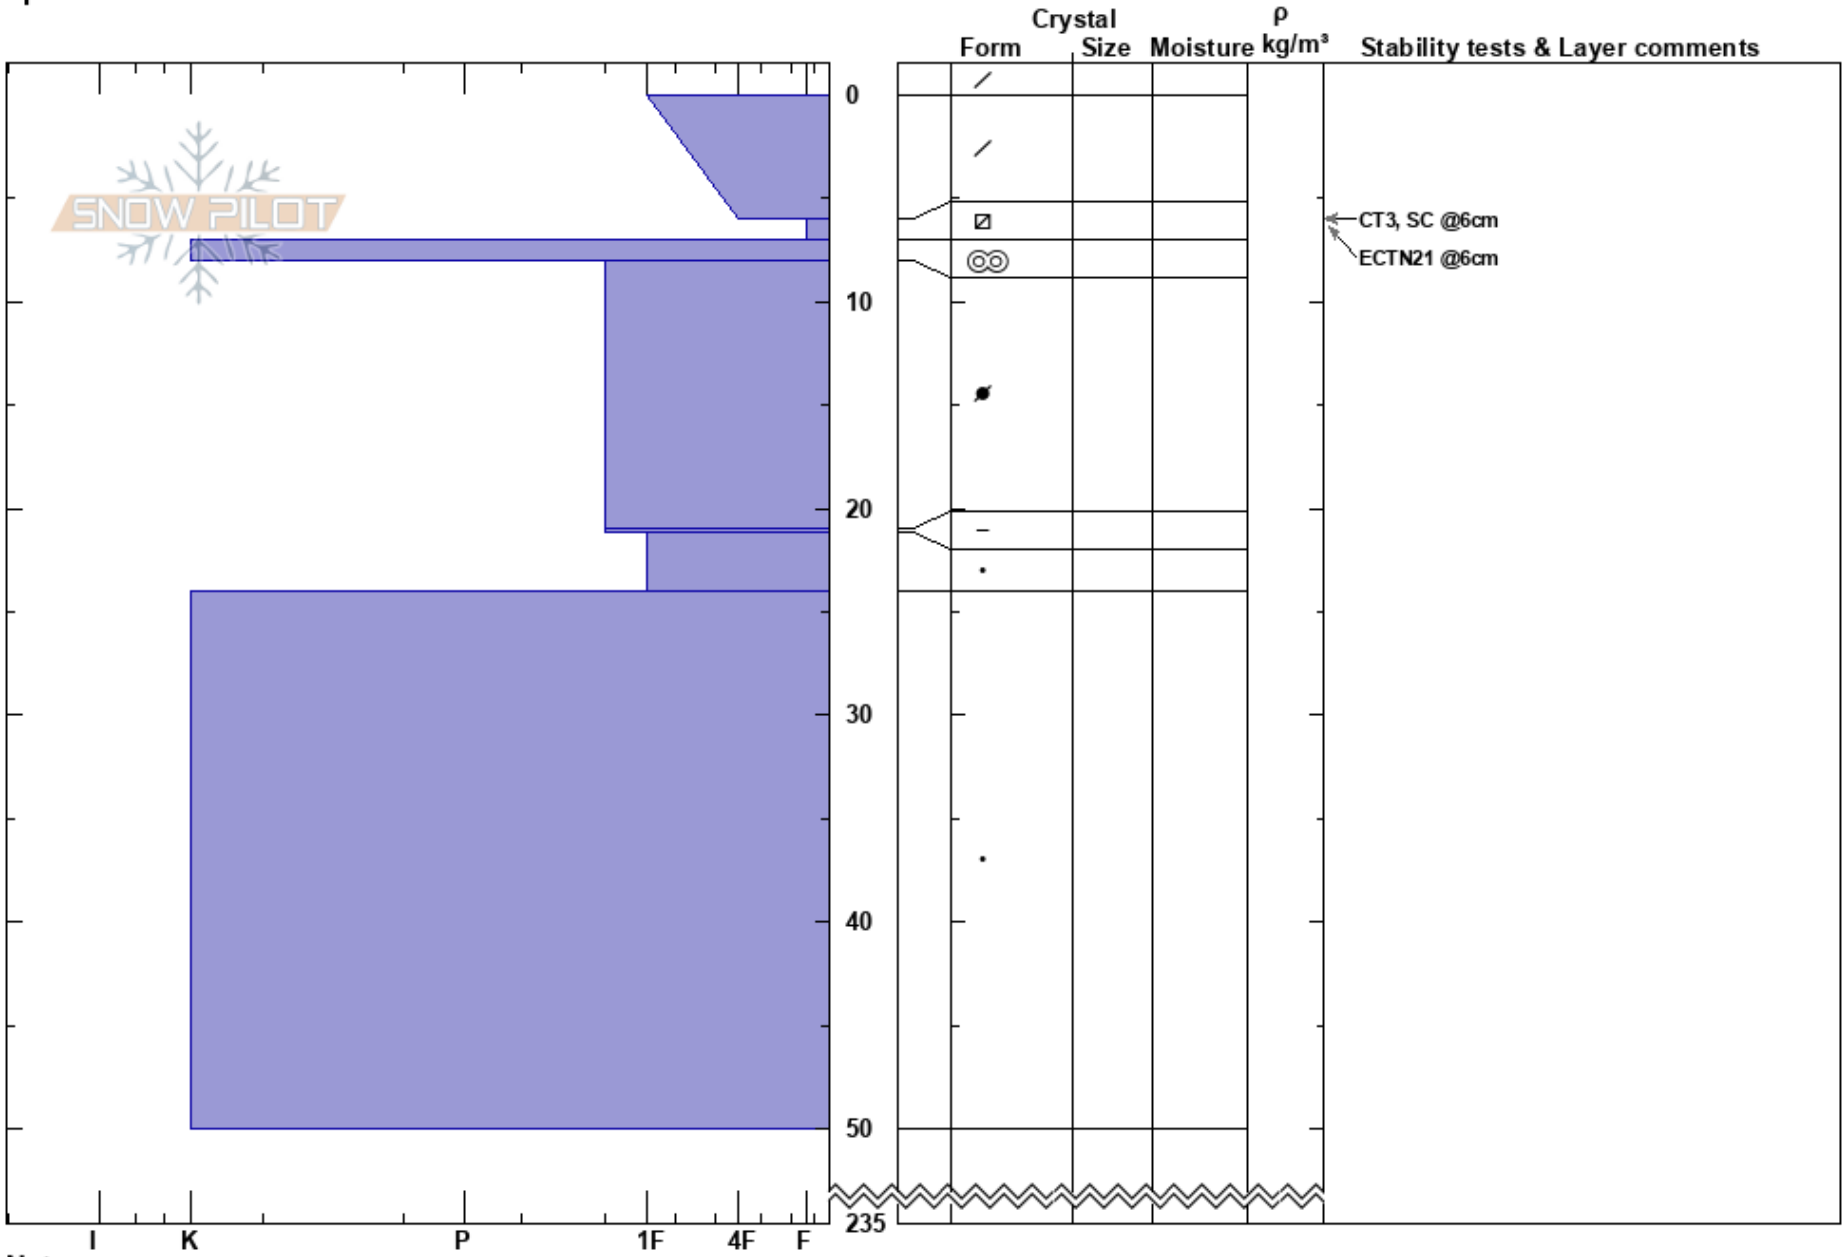 Crystal
ρ
Form Size Moisture kg/m³ Stability tests & Layer comments
0
SNOW PILOT
CT3, SC @6cm
ECTN21 @6cm
10
20
30
40
50
235
I K P 1F 4F F